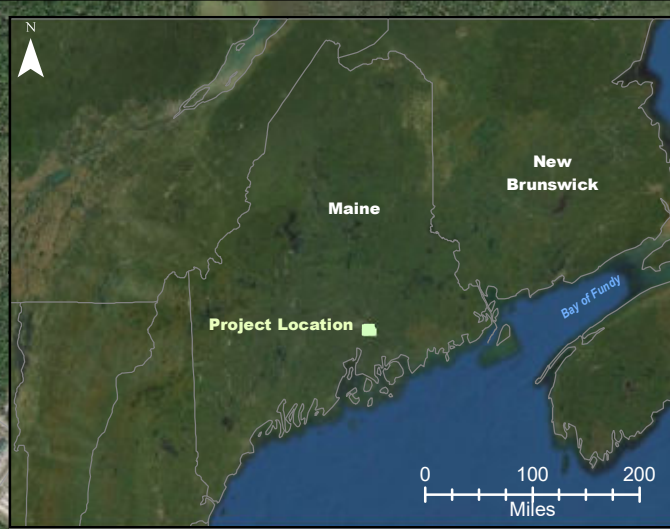 N
New
Brunswick
Maine
Bay of Fundy
Project Location
0 100 200
Miles